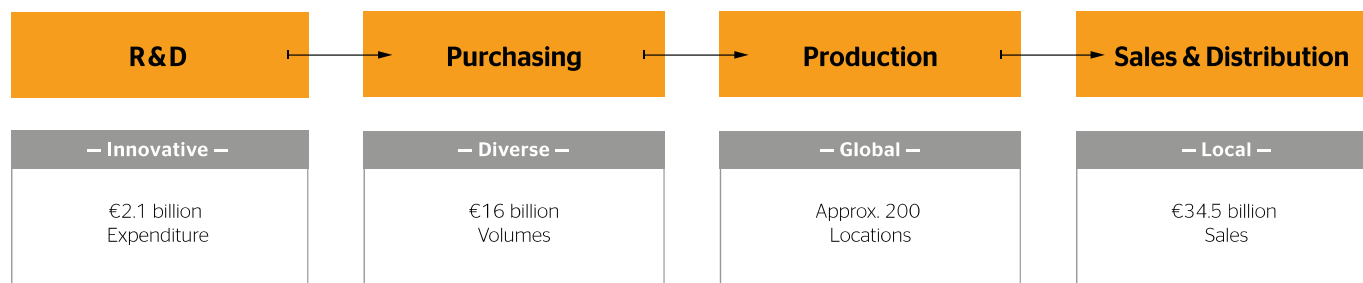 R&D
Purchasing
Production
Sales & Distribution
— Innovative —
— Diverse —
— Global —
— Local —
€2.1 billion
Expenditure
€16 billion
Volumes
Approx. 200
Locations
€34.5 billion
Sales